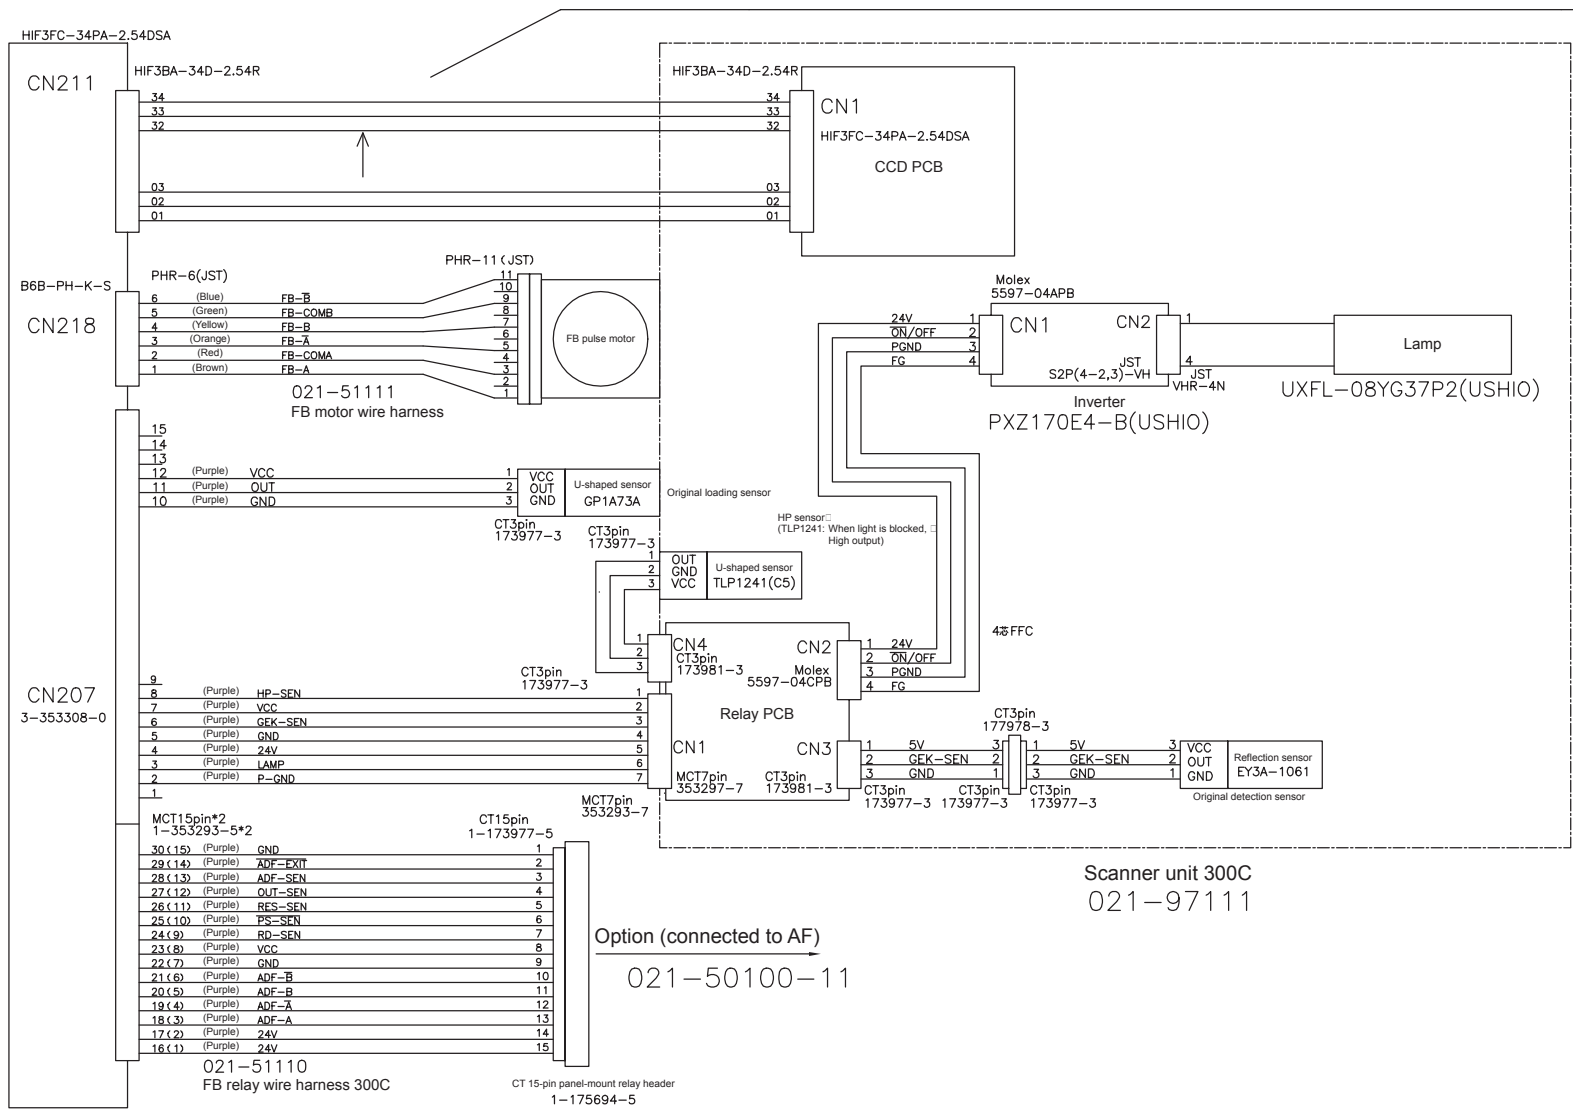 HIF3FC-34PA-2.54DSA
CN211
HIF3BA-34D-2.54R
34
33
32
03
02
01
HIF3BA-34D-2.54R
34
33
32
03
02
01
CN1
HIF3FC-34PA-2.54DSA
CCD PCB
B6B-PH-K-S
CN218
PHR-6(JST)
6 (Blue) FB-B̅
5 (Green) FB-COMB
4 (Yellow) FB-B
3 (Orange) FB-A̅
2 (Red) FB-COMA
1 (Brown) FB-A
021-51111
FB motor wire harness
PHR-11(JST)
11
10
9
8
7
6
5
4
3
2
1
FB pulse motor
Molex
5597-04APB
24V 1
O̅N̅/OFF 2
PGND 3
FG 4
CN1
CN2
1
4
JST
S2P(4-2,3)-VH
JST
VHR-4N
Inverter
PXZ170E4-B(USHIO)
Lamp
UXFL-08YG37P2(USHIO)
15
14
13
12 (Purple) VCC 1
11 (Purple) OUT 2
10 (Purple) GND 3
VCC
OUT
GND
U-shaped sensor
GP1A73A
Original loading sensor
CT3pin
173977-3
CT3pin
173977-3
HP sensor□
(TLP1241: When light is blocked, □
High output)
1 OUT
2 GND
3 VCC
U-shaped sensor
TLP1241(C5)
4芯FFC
1
2
3
CN4
CT3pin
173981-3
CN2
Molex
5597-04CPB
1 24V
2 O̅N̅/OFF
3 PGND
4 FG
CT3pin
173977-3
Relay PCB
CN207
3-353308-0
9
8 (Purple) HP-SEN 1
7 (Purple) VCC 2
6 (Purple) GEK-SEN 3
5 (Purple) GND 4
4 (Purple) 24V 5
3 (Purple) LAMP 6
2 (Purple) P-GND 7
1
CN1
MCT7pin
353297-7
MCT7pin
353293-7
CN3
CT3pin
173981-3
1 5V 3
2 GEK-SEN 2
3 GND 1
CT3pin
173977-3
CT3pin
177978-3
CT3pin
173977-3
1 5V 3
2 GEK-SEN 2
3 GND 1
CT3pin
173977-3
VCC
OUT
GND
Reflection sensor
EY3A-1061
Original detection sensor
Scanner unit 300C
021-97111
MCT15pin*2
1-353293-5*2
CT15pin
1-173977-5
30(15) (Purple) GND 1
29(14) (Purple) A̅D̅F̅-̅E̅X̅I̅T̅ 2
28(13) (Purple) ADF-SEN 3
27(12) (Purple) OUT-SEN 4
26(11) (Purple) RES-SEN 5
25(10) (Purple) P̅S̅-̅S̅E̅N̅ 6
24(9) (Purple) RD-SEN 7
23(8) (Purple) VCC 8
22(7) (Purple) GND 9
21(6) (Purple) ADF-B̅ 10
20(5) (Purple) ADF-B 11
19(4) (Purple) ADF-A̅ 12
18(3) (Purple) ADF-A 13
17(2) (Purple) 24V 14
16(1) (Purple) 24V 15
021-51110
FB relay wire harness 300C
Option (connected to AF)
021-50100-11
CT 15-pin panel-mount relay header
1-175694-5